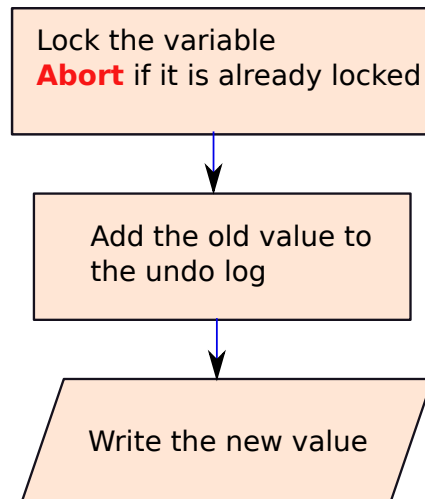 Lock the variable
Abort if it is already locked
Add the old value to
the undo log
Write the new value